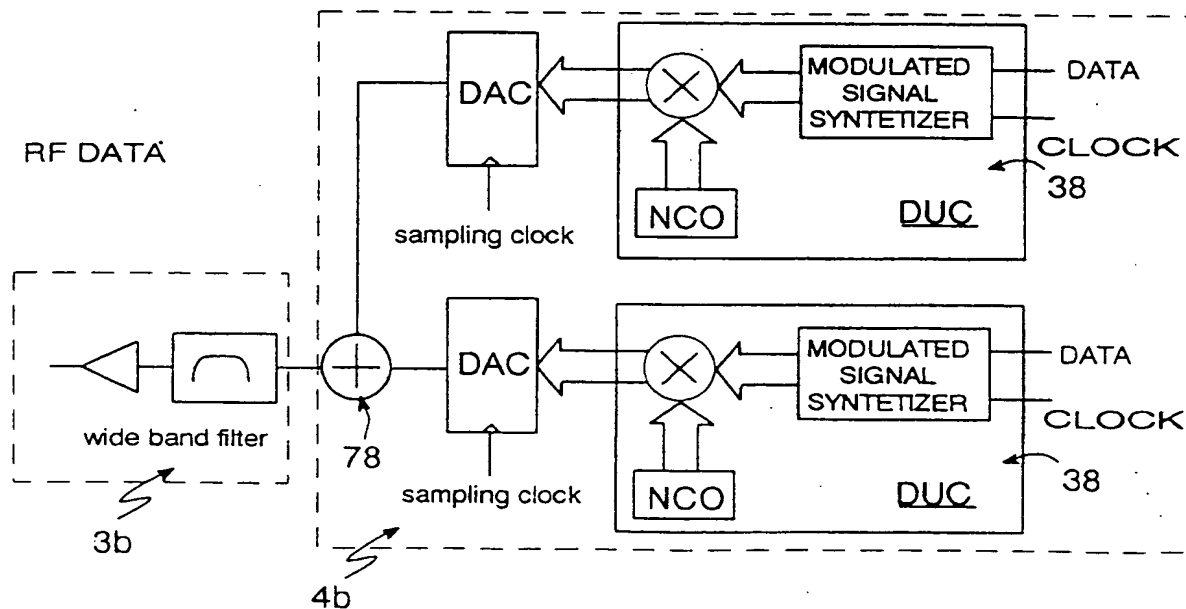 MODULATED
SIGNAL
SYNTETIZER
DATA
CLOCK
DAC
RF DATA
38
NCO
DUC
sampling clock
MODULATED
SIGNAL
SYNTETIZER
DATA
CLOCK
DAC
wide band filter
78
38
NCO
DUC
sampling clock
3b
4b